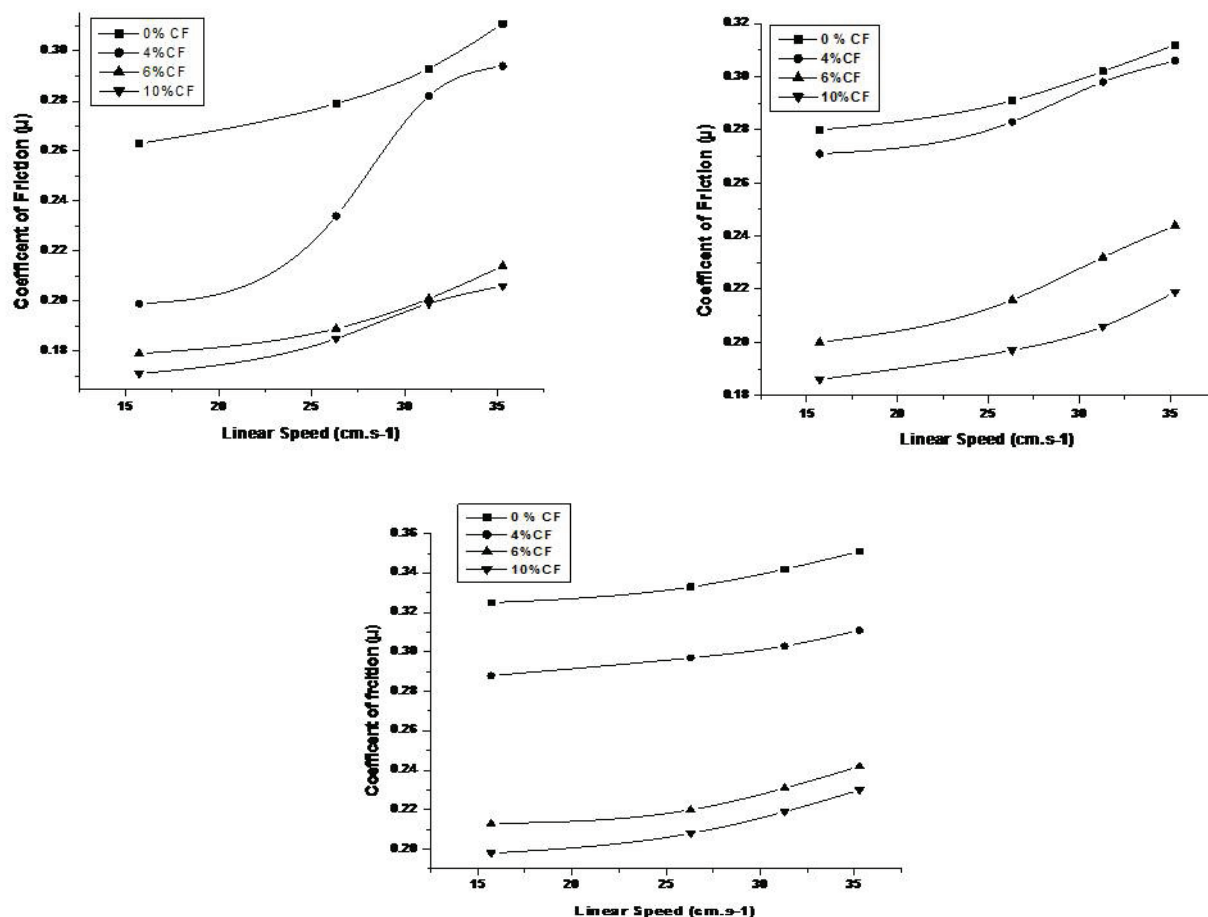 0% CF
4%CF
6%CF
10%CF
0.30
0.28
0.26
0.24
0.22
0.20
0.18
Coefficent of Friction (μ)
15 20 25 30 35
Linear Speed (cm.s-1)
0 % CF
4%CF
6%CF
10%CF
0.32
0.30
0.28
0.26
0.24
0.22
0.20
0.18
Coefficent of Friction (μ)
15 20 25 30 35
Linear Speed (cm.s-1)
0 % CF
4%CF
6%CF
10%CF
0.36
0.34
0.32
0.30
0.28
0.26
0.24
0.22
0.20
Coefficent of frcition (μ)
15 20 25 30 35
Linear Speed (cm.s-1)